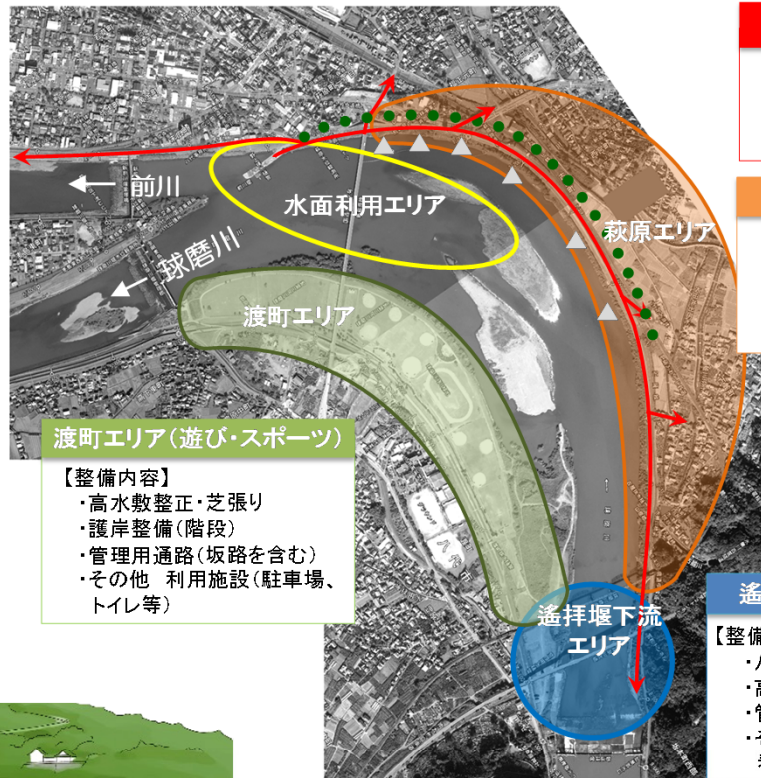 前川
水面利用エリア
萩原エリア
球磨川
渡町エリア
渡町エリア(遊び・スポーツ)
【整備内容】
・高水敷整正・芝張り
・護岸整備(階段)
・管理用通路(坂路を含む)
・その他 利用施設(駐車場、
トイレ等)
遙拝堰下流
エリア
遙
【整備